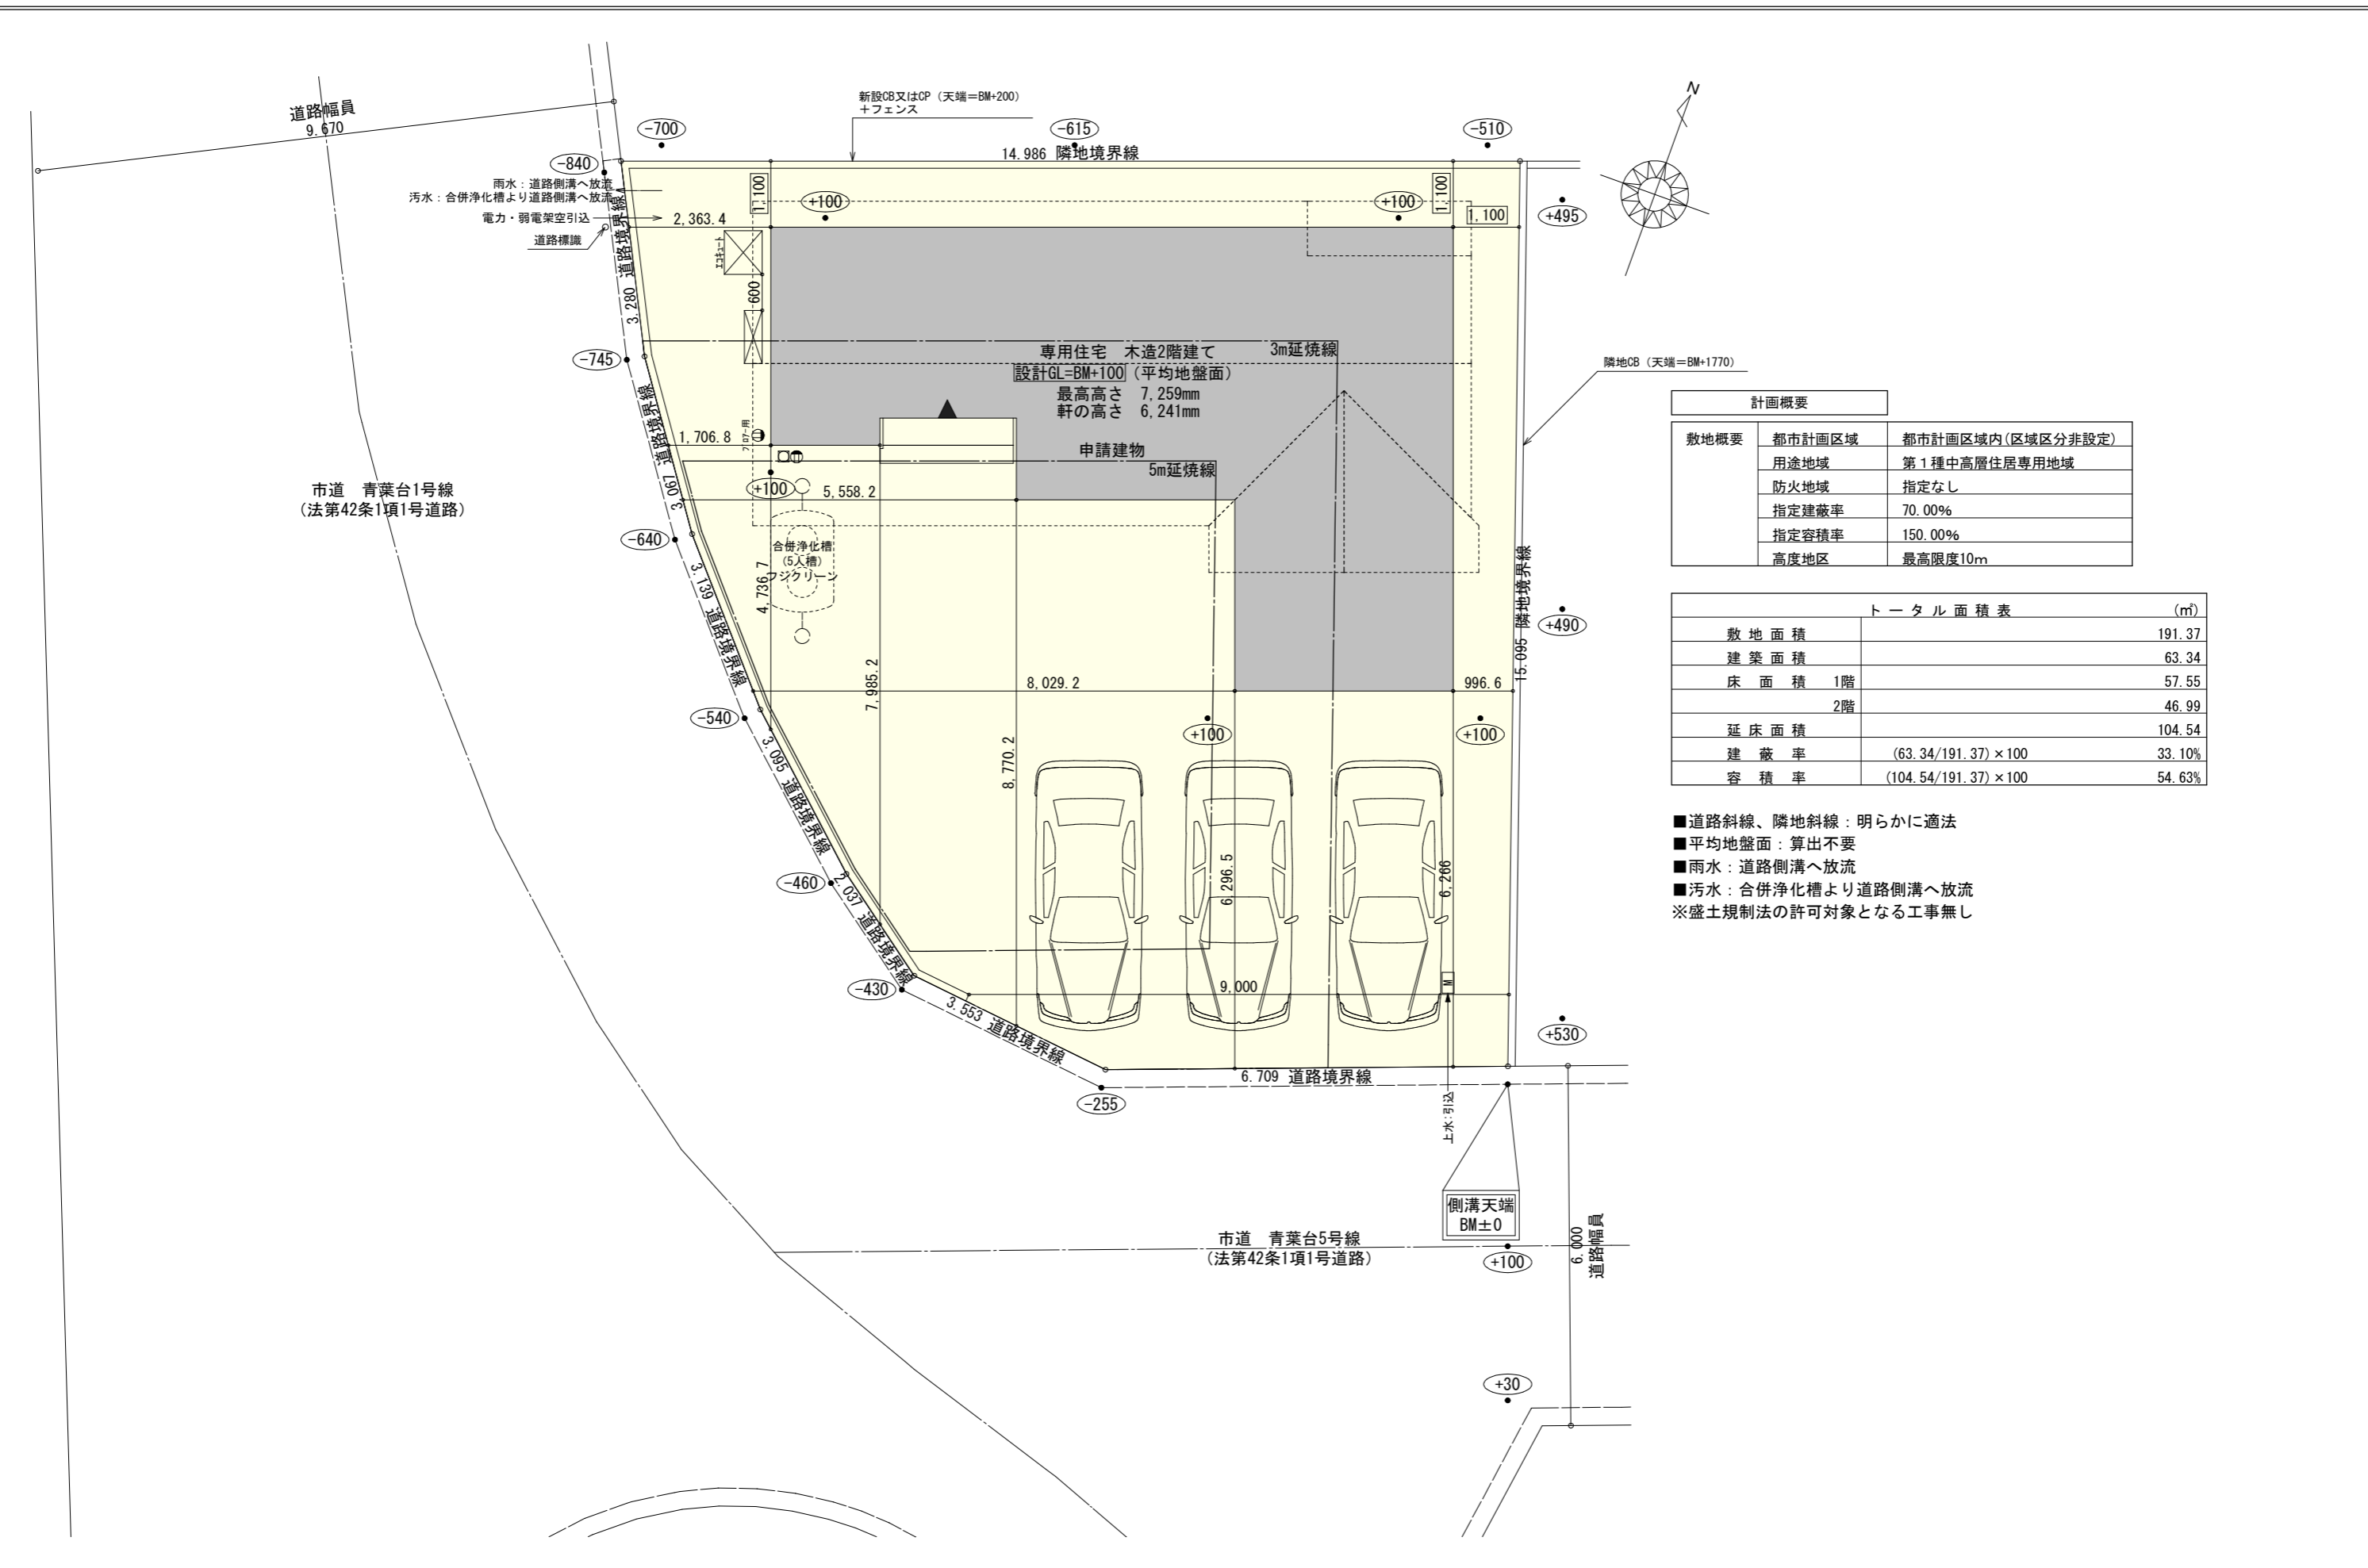 道路幅員
9.670
新設CB又はCP（天端=BM+200）
＋フェンス
N
-700
-615
-510
14.986 隣地境界線
-840
雨水：道路側溝へ放流
汚水：合併浄化槽より道路側溝へ放流
電力・弱電架空引込
道路標識
2,363.4
1,100
+100
+100
1,100
1,100
+495
エコキュート
600
3.280 道路境界線
-745
専用住宅　木造2階建て
3m延焼線
設計GL=BM+100（平均地盤面）
最高高さ　7,259mm
軒の高さ　6,241mm
隣地CB（天端=BM+1770）
1,706.8
ブロワー用
申請建物
5m延焼線
3.067 道路境界線
市道　青葉台1号線
（法第42条1項1号道路）
+100
5,558.2
-640
合併浄化槽
(5人槽)
フジクリーン
4,736.7
3.139 道路境界線
15.095 隣地境界線
+490
7,985.2
8,029.2
996.6
-540
+100
+100
3.095 道路境界線
8,770.2
6,296.5
6,266
-460
2.037 道路境界線
-430
9,000
M
3.553 道路境界線
+530
6.709 道路境界線
-255
上水:引込
側溝天端
BM±0
市道　青葉台5号線
（法第42条1項1号道路）
+100
6.000
道路幅員
+30
計画概要
敷地概要　都市計画区域　都市計画区域内(区域区分非設定)
用途地域　第１種中高層住居専用地域
防火地域　指定なし
指定建蔽率　70.00%
指定容積率　150.00%
高度地区　最高限度10m
トータル面積表　(㎡)
敷地面積　191.37
建築面積　63.34
床面積　1階　57.55
2階　46.99
延床面積　104.54
建蔽率　(63.34/191.37)×100　33.10%
容積率　(104.54/191.37)×100　54.63%
■道路斜線、隣地斜線：明らかに適法
■平均地盤面：算出不要
■雨水：道路側溝へ放流
■汚水：合併浄化槽より道路側溝へ放流
※盛土規制法の許可対象となる工事無し